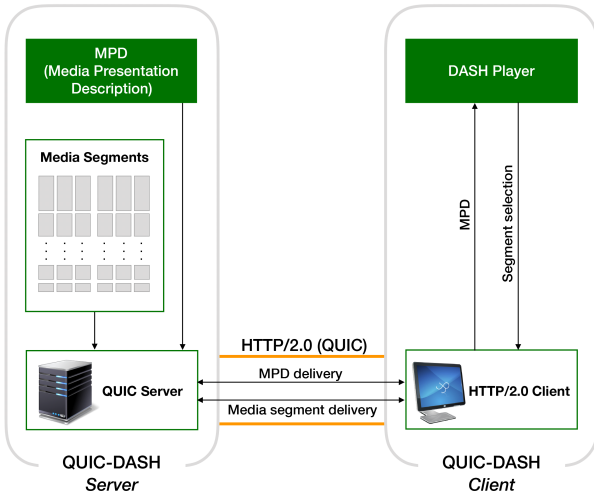 MPD
(Media Presentation
Description)
Media Segments
QUIC Server
QUIC-DASH
Server
HTTP/2.0 (QUIC)
MPD delivery
Media segment delivery
DASH Player
MPD
Segment selection
HTTP/2.0 Client
QUIC-DASH
Client